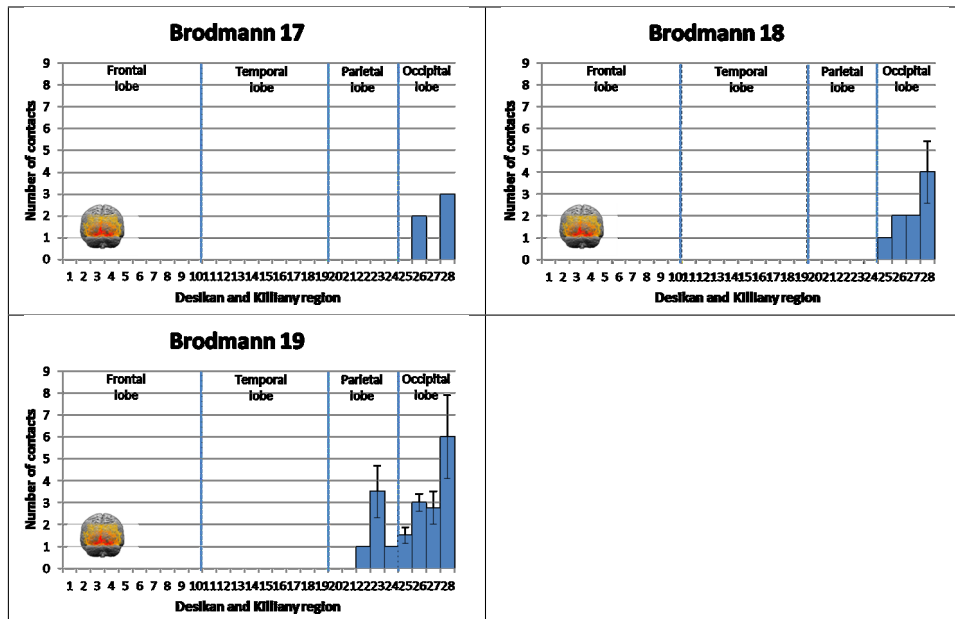 Brodmann 17
9
8
7
6
5
4
3
2
1
0
Number of contacts
Frontal lobe
Temporal lobe
Parietal lobe
Occipital lobe
1 2 3 4 5 6 7 8 9 10 11 12 13 14 15 16 17 18 19 20 21 22 23 24 25 26 27 28
Desikan and Killiany region
Brodmann 18
9
8
7
6
5
4
3
2
1
0
Number of contacts
Frontal lobe
Temporal lobe
Parietal lobe
Occipital lobe
1 2 3 4 5 6 7 8 9 10 11 12 13 14 15 16 17 18 19 20 21 22 23 24 25 26 27 28
Desikan and Killiany region
Brodmann 19
9
8
7
6
5
4
3
2
1
0
Number of contacts
Frontal lobe
Temporal lobe
Parietal lobe
Occipital lobe
1 2 3 4 5 6 7 8 9 10 11 12 13 14 15 16 17 18 19 20 21 22 23 24 25 26 27 28
Desikan and Killiany region